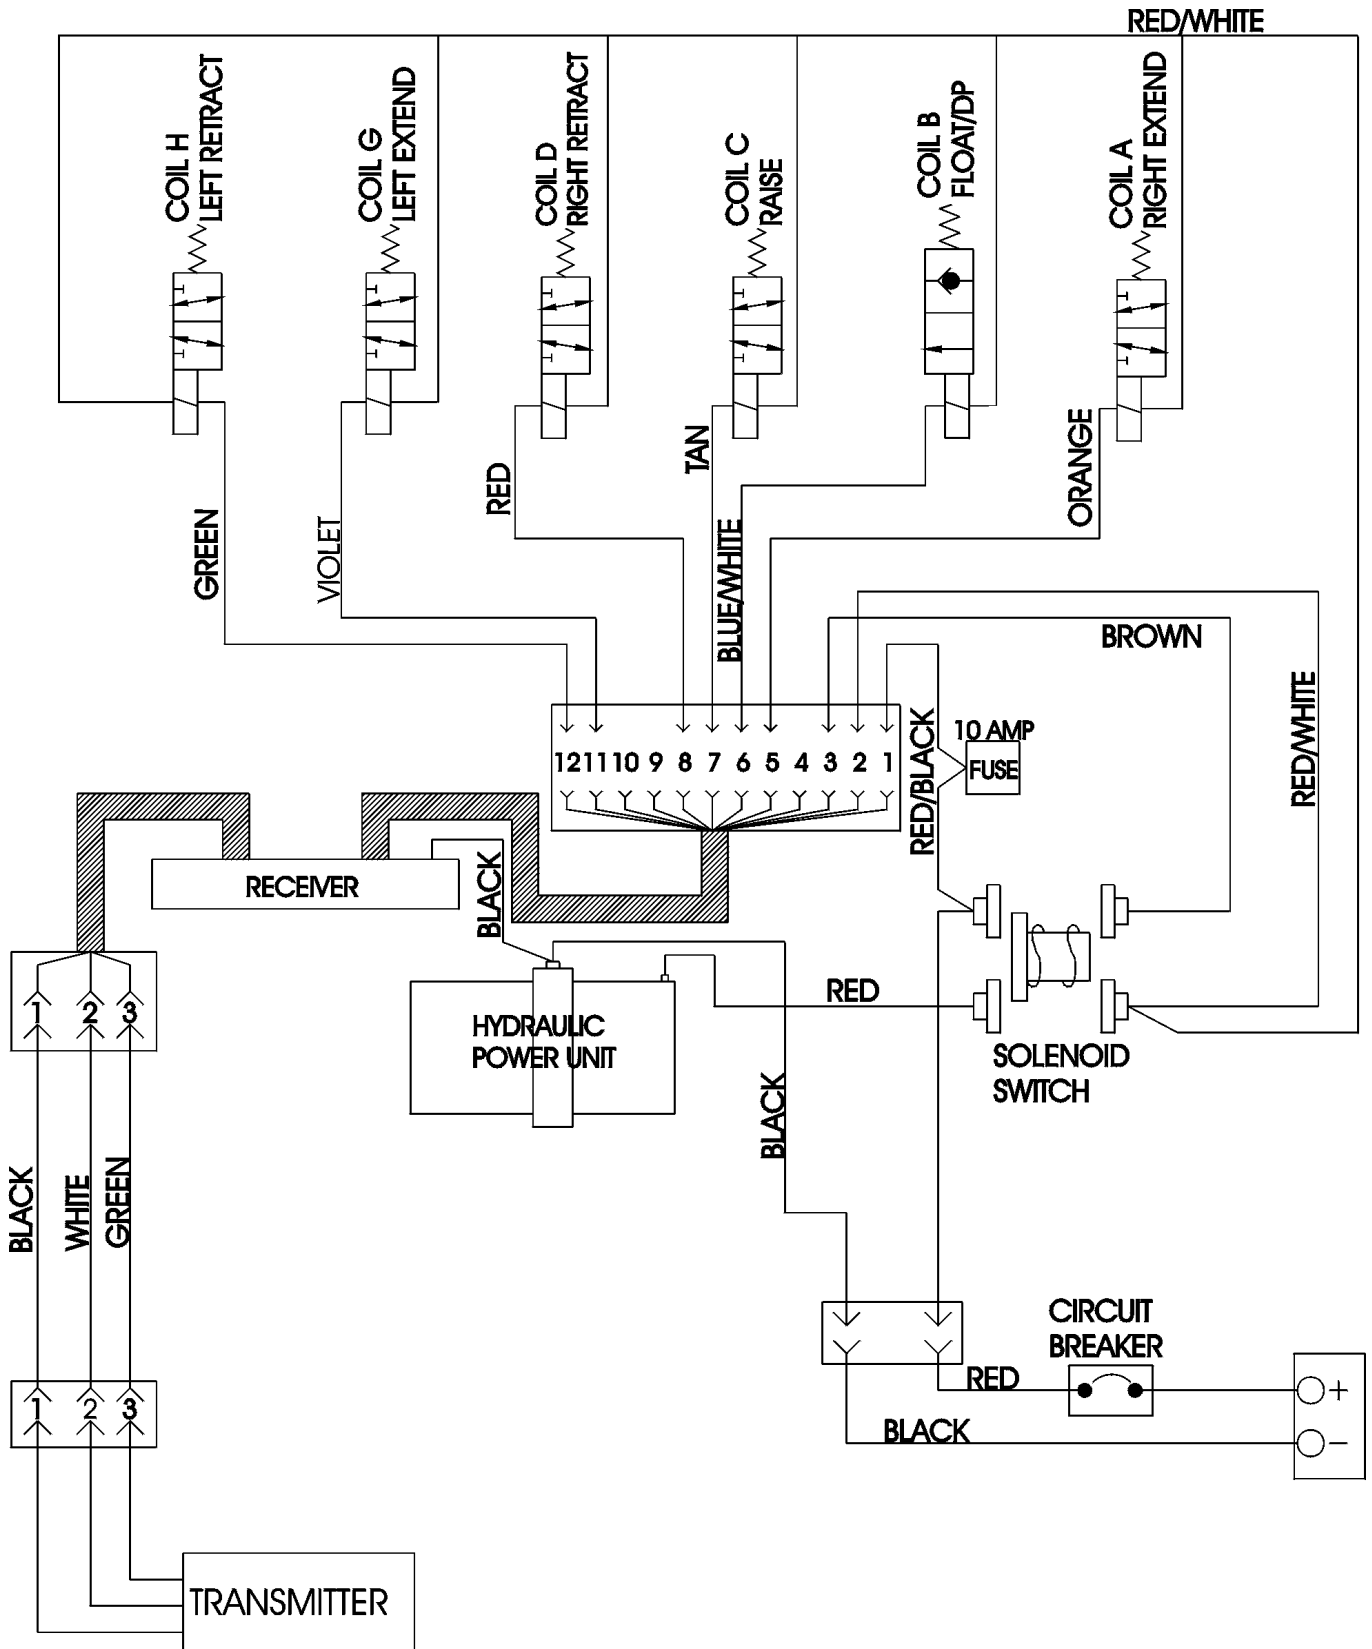 RED/WHITE
COIL H
LEFT RETRACT
COIL G
LEFT EXTEND
COIL D
RIGHT RETRACT
COIL C
RAISE
COIL B
FLOAT/DP
COIL A
RIGHT EXTEND
GREEN
VIOLET
RED
TAN
BLUE/WHITE
ORANGE
BROWN
RED/WHITE
RED/BLACK
10 AMP
FUSE
12 11 10 9 8 7 6 5 4 3 2 1
RECEIVER
BLACK
1 2 3
HYDRAULIC
POWER UNIT
RED
SOLENOID
SWITCH
BLACK
BLACK
WHITE
GREEN
CIRCUIT
BREAKER
RED
+
BLACK
−
1 2 3
TRANSMITTER